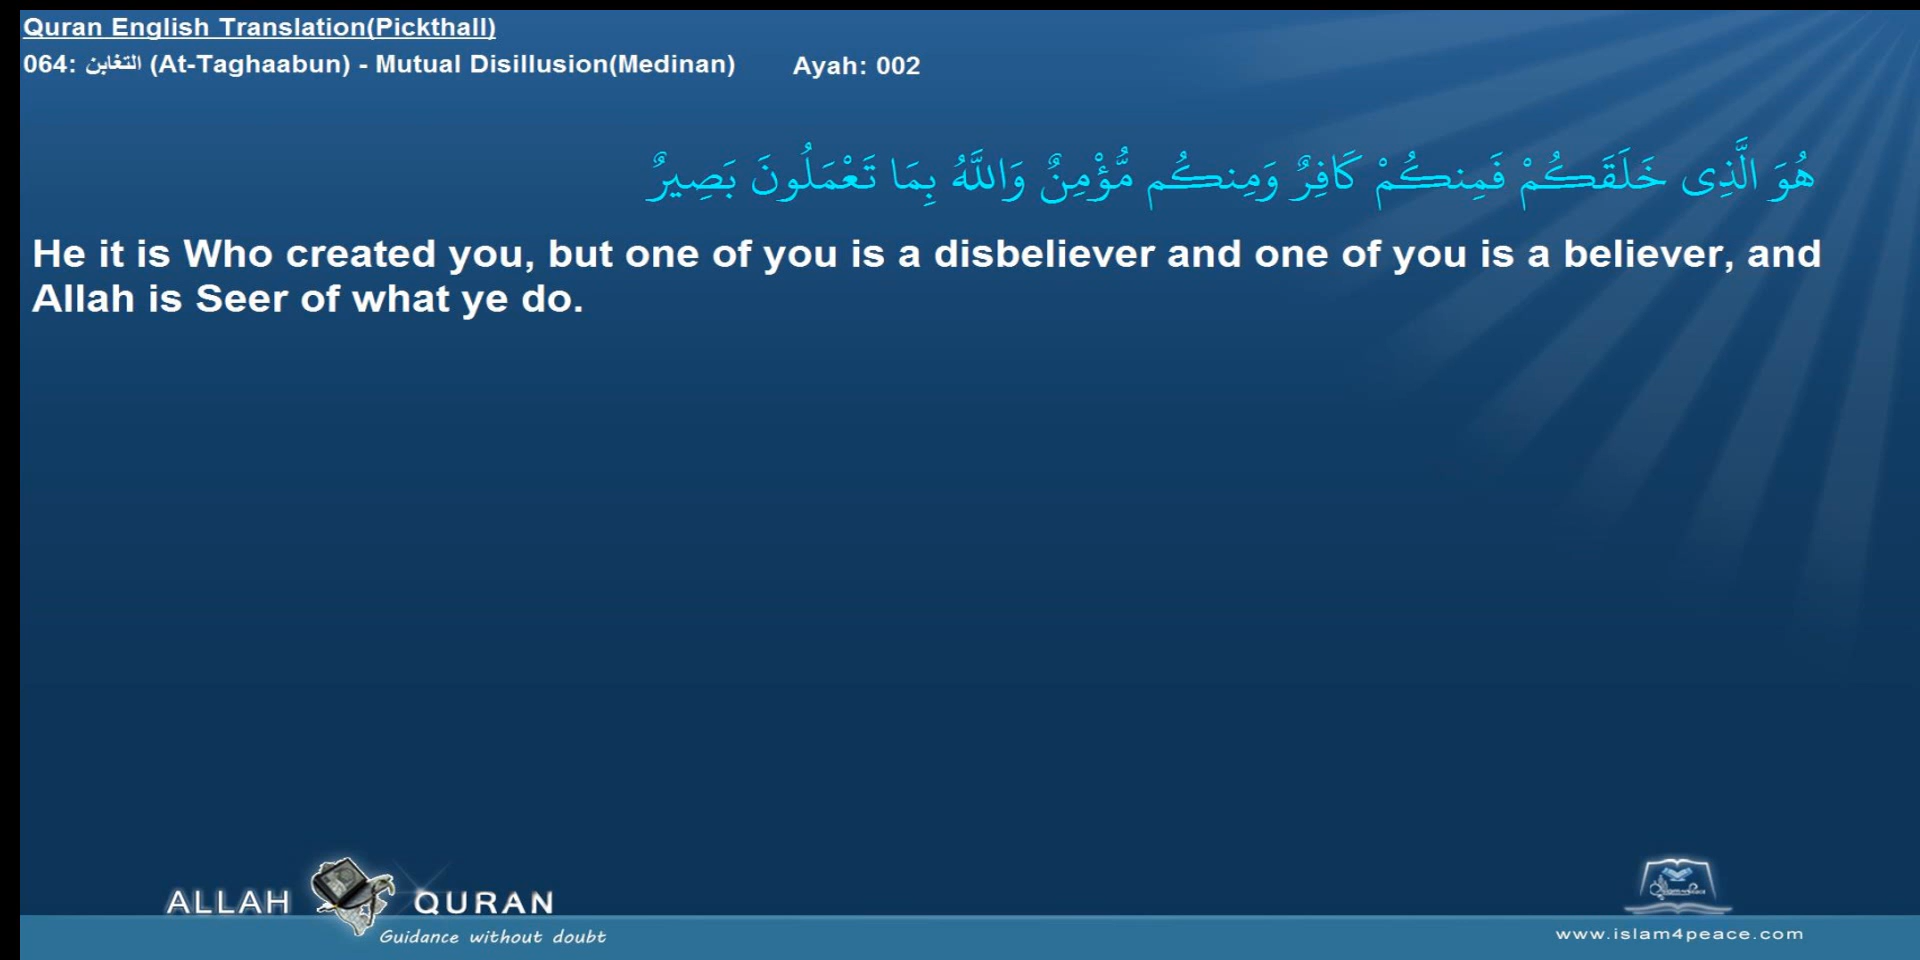 Quran English Translation(Pickthall)
064: التغابن (At-Taghaabun) - Mutual Disillusion(Medinan) Ayah: 002
هُوَ الَّذِى خَلَقَكُمْ فَمِنكُمْ كَافِرٌ وَمِنكُم مُّؤْمِنٌ وَاللَّهُ بِمَا تَعْمَلُونَ بَصِيرٌ
He it is Who created you, but one of you is a disbeliever and one of you is a believer, and
Allah is Seer of what ye do.
ALLAH QURAN
Guidance without doubt
www.islam4peace.com